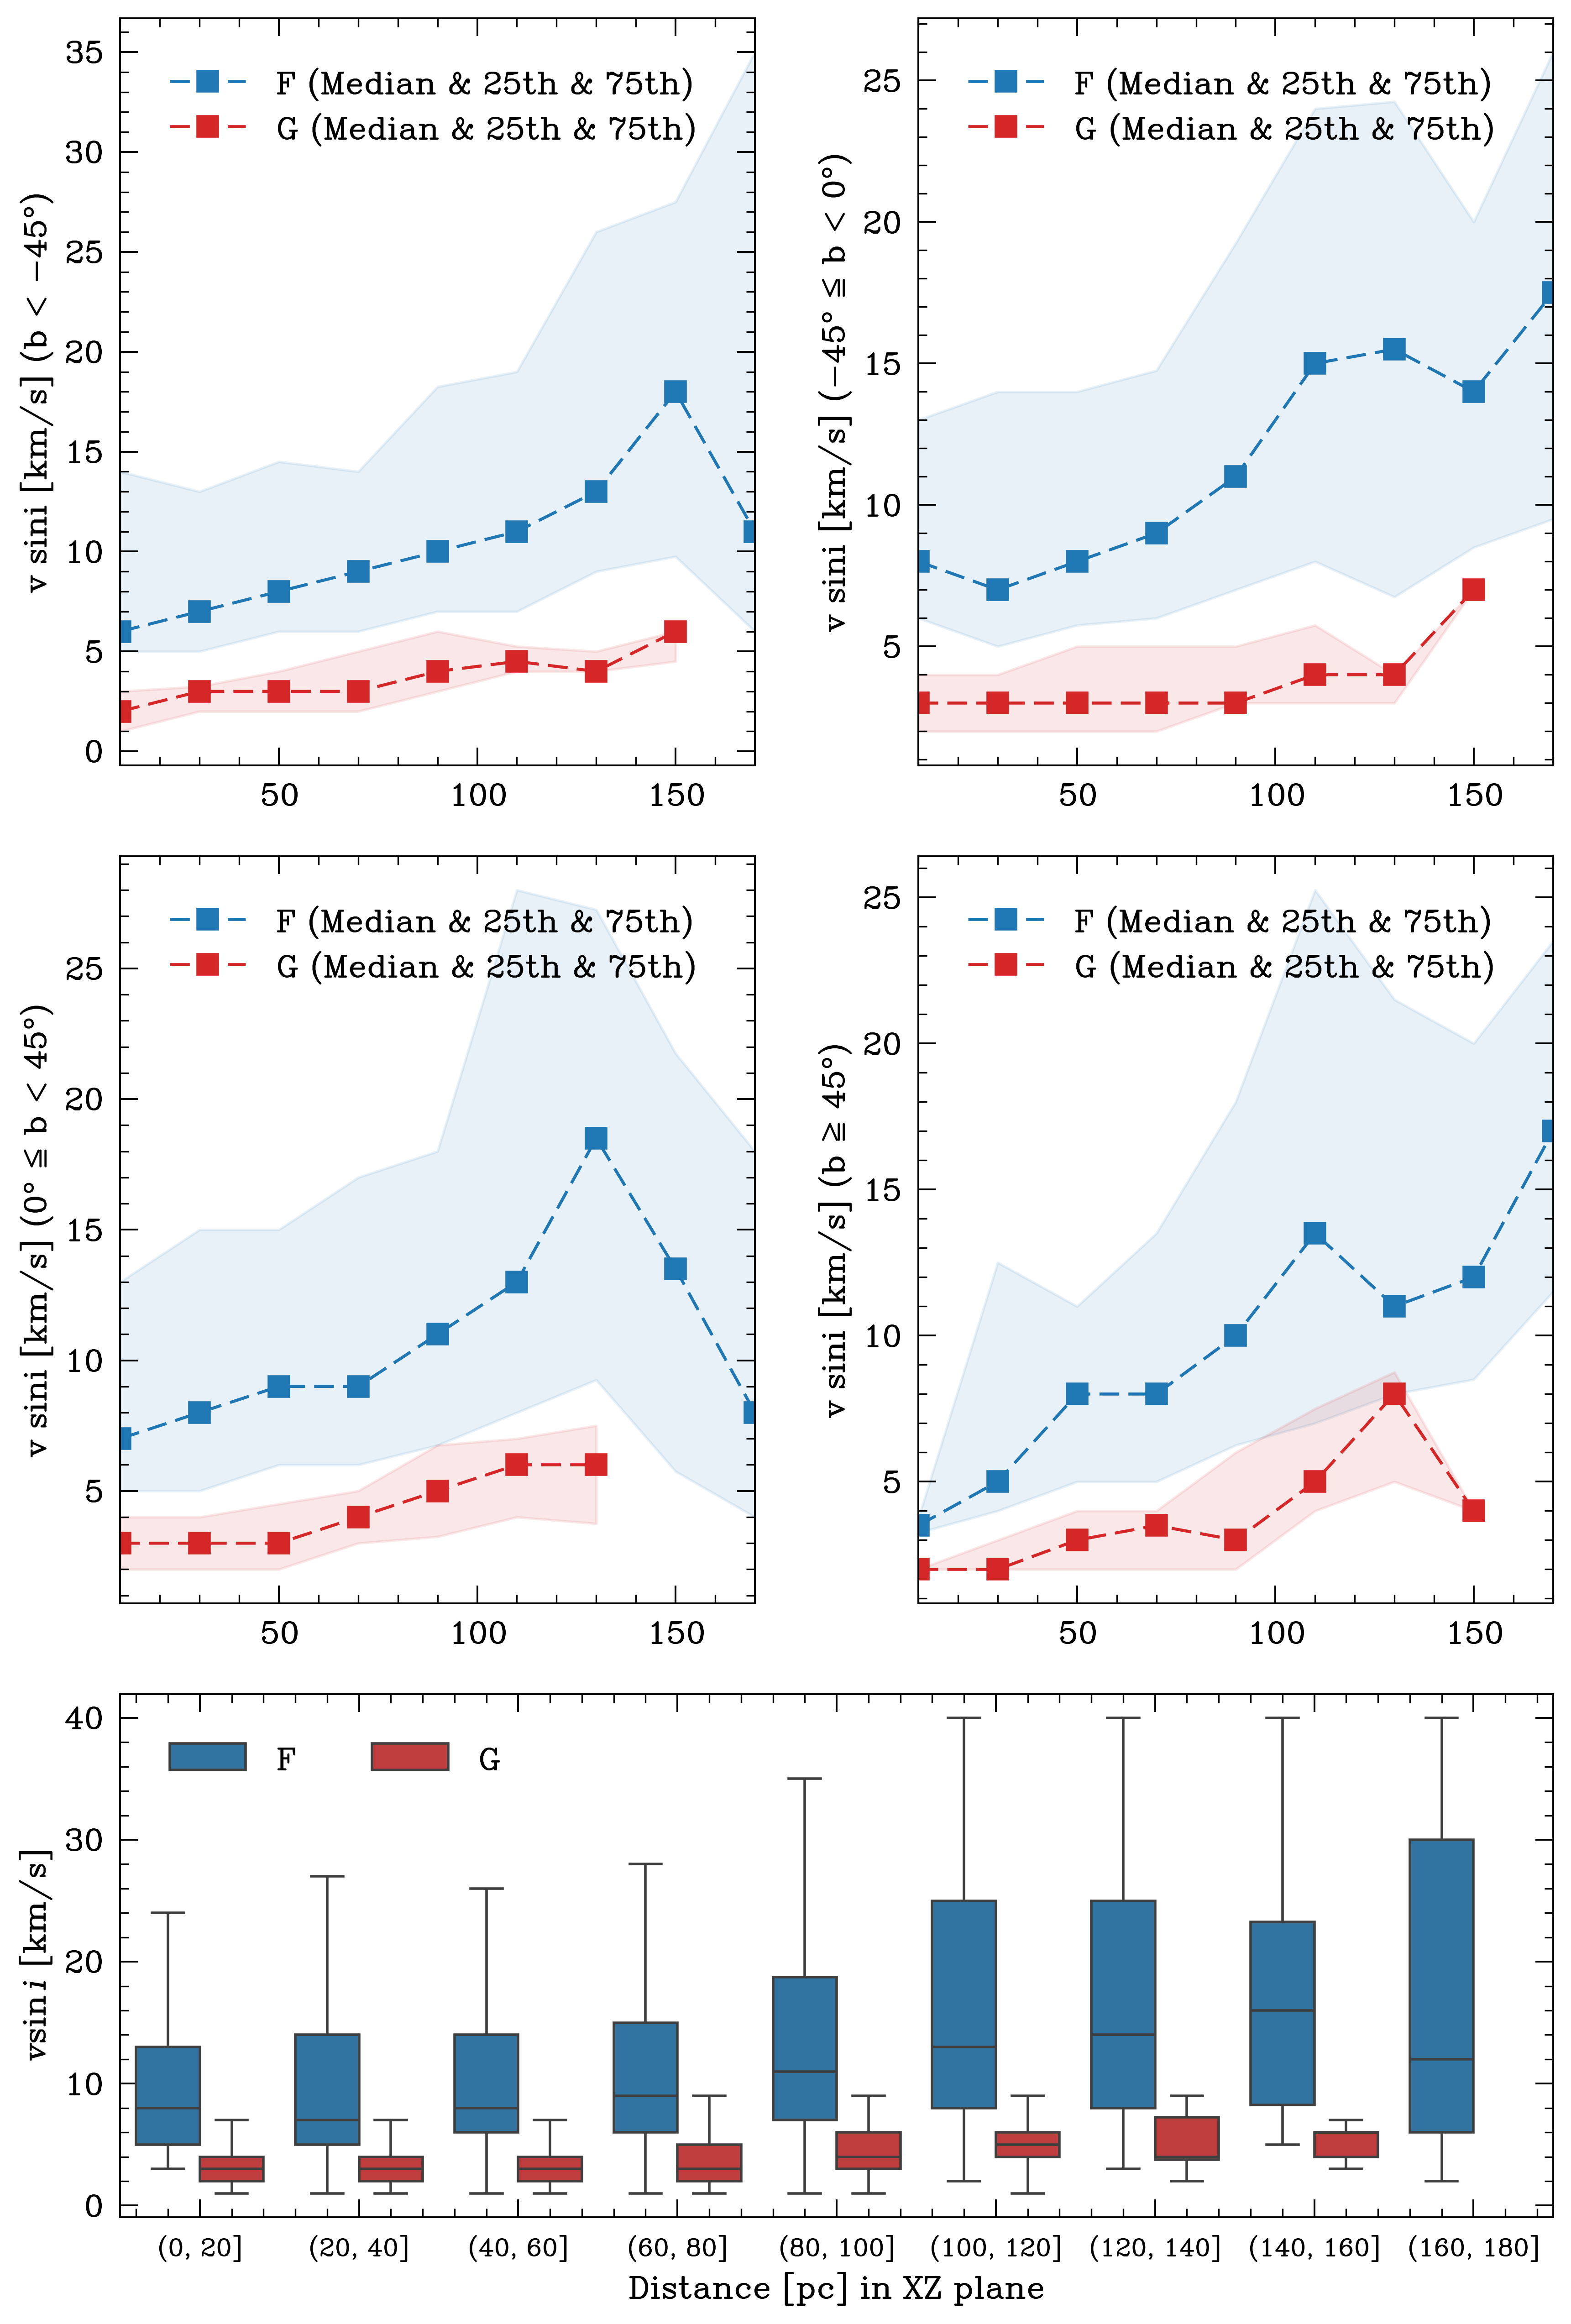 v sini [km/s] (b < −45°)
35
30
25
20
15
10
5
0
F (Median & 25th & 75th)
G (Median & 25th & 75th)
50 100 150
v sini [km/s] (−45° ≤ b < 0°)
25
20
15
10
5
F (Median & 25th & 75th)
G (Median & 25th & 75th)
50 100 150
v sini [km/s] (0° ≤ b < 45°)
25
20
15
10
5
F (Median & 25th & 75th)
G (Median & 25th & 75th)
50 100 150
v sini [km/s] (b ≥ 45°)
25
20
15
10
5
F (Median & 25th & 75th)
G (Median & 25th & 75th)
50 100 150
vsin i [km/s]
40
30
20
10
0
F G
(0, 20] (20, 40] (40, 60] (60, 80] (80, 100] (100, 120] (120, 140] (140, 160] (160, 180]
Distance [pc] in XZ plane